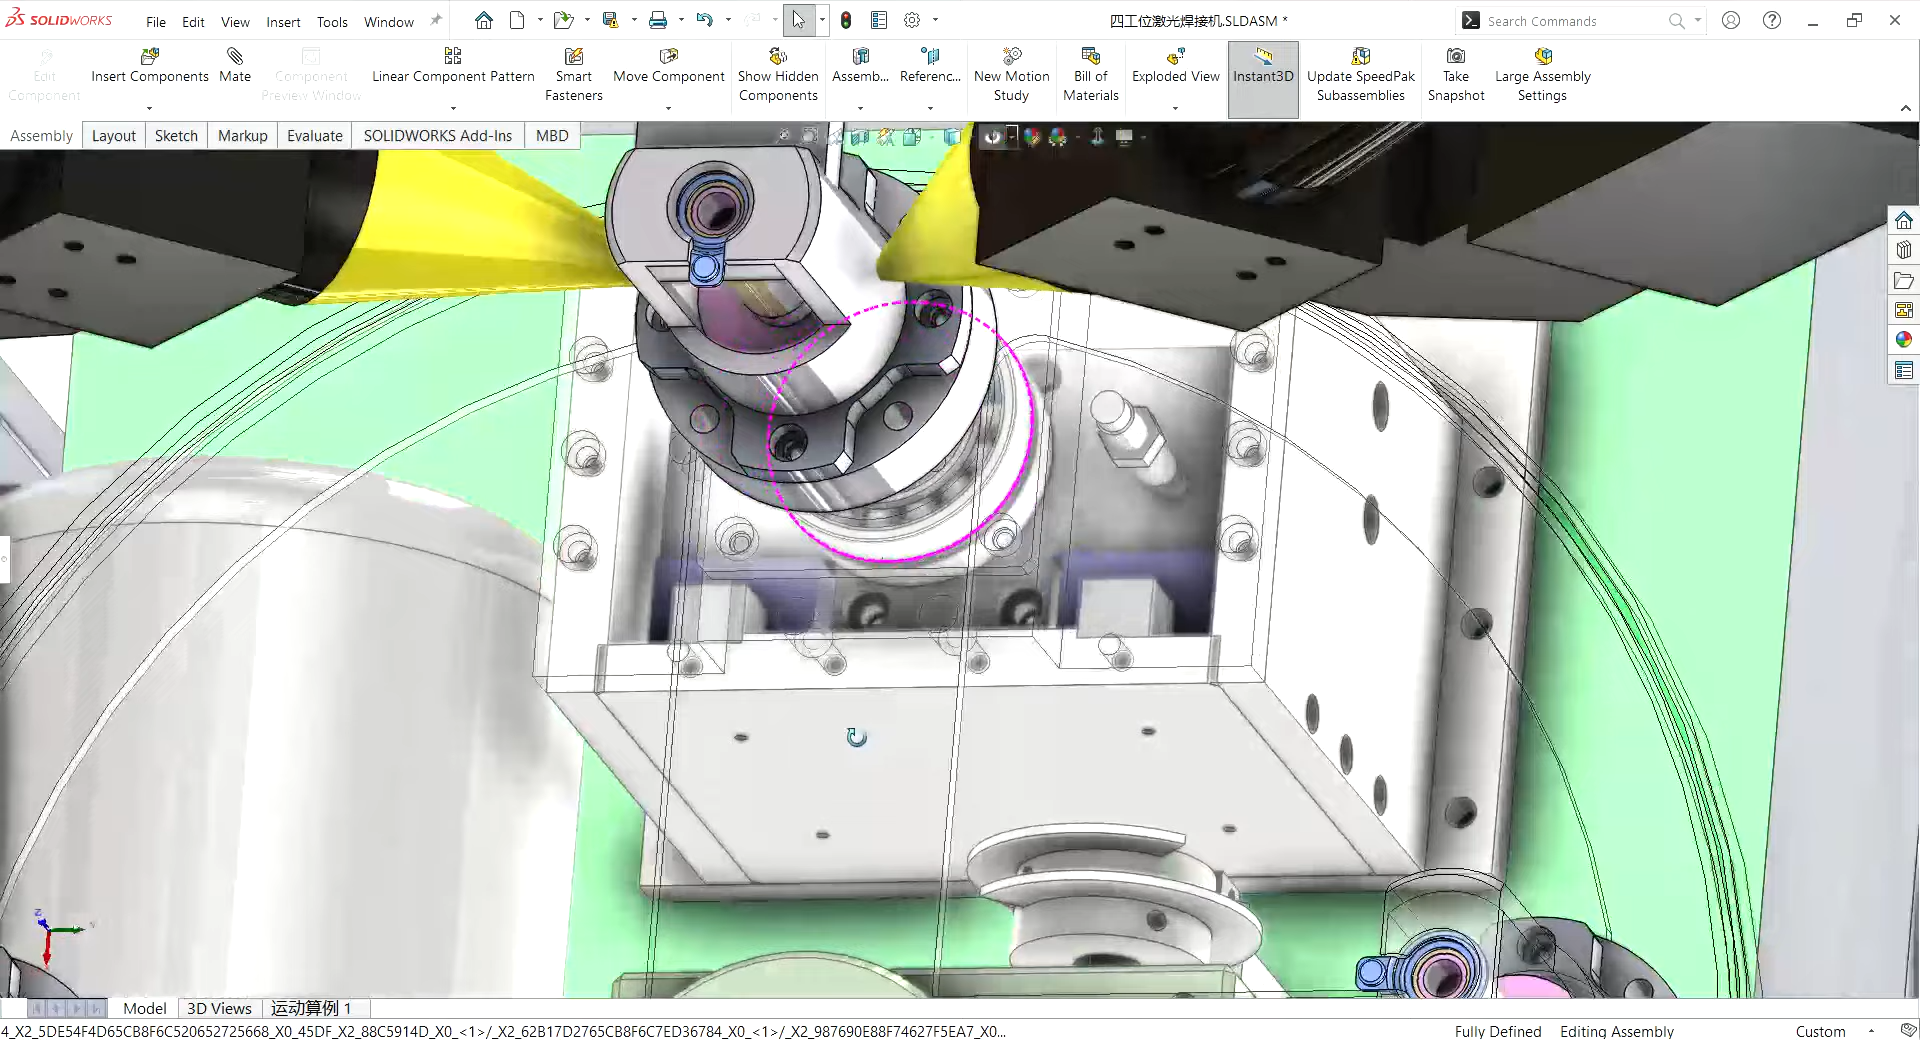 SOLIDWORKS File Edit View Insert Tools Window 四工位激光焊接机.SLDASM * Search Commands
Edit Component
Insert Components
Mate
Component Preview Window
Linear Component Pattern
Smart Fasteners
Move Component
Show Hidden Components
Assemb...
Referenc...
New Motion Study
Bill of Materials
Exploded View
Instant3D
Update SpeedPak Subassemblies
Take Snapshot
Large Assembly Settings
Assembly Layout Sketch Markup Evaluate SOLIDWORKS Add-Ins MBD
Z
Model 3D Views 运动算例 1
4_X2_5DE54F4D65CB8F6C520652725668_X0_45DF_X2_88C5914D_X0_<1>/_X2_62B17D2765CB8F6C7ED36784_X0_<1>/_X2_987690E88F74627F5EA7_X0... Fully Defined Editing Assembly Custom